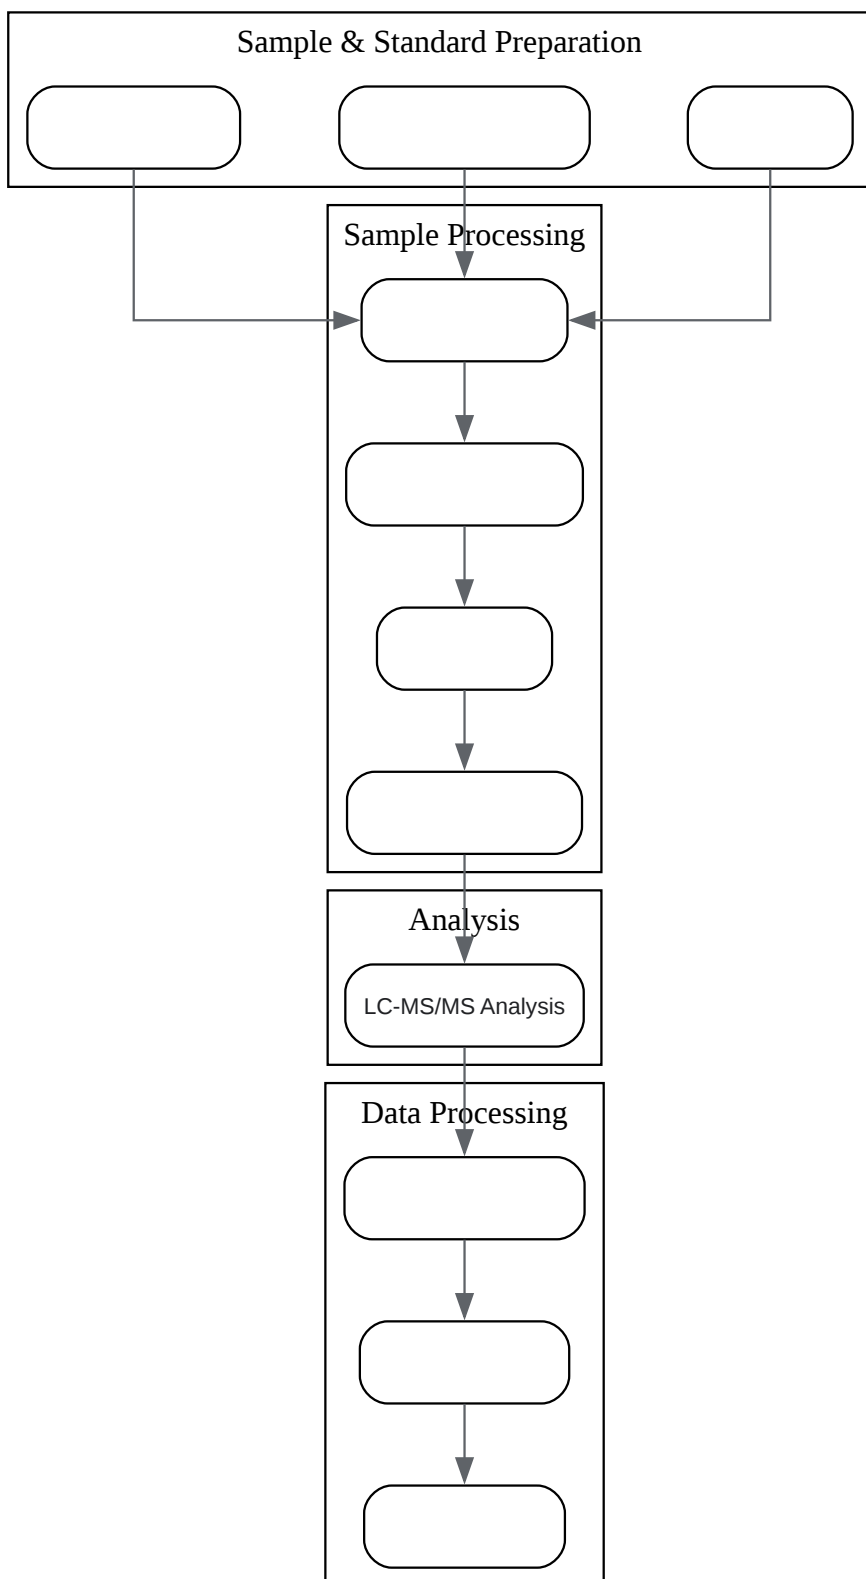 Sample & Standard Preparation
Sample Processing
Analysis
LC-MS/MS Analysis
Data Processing